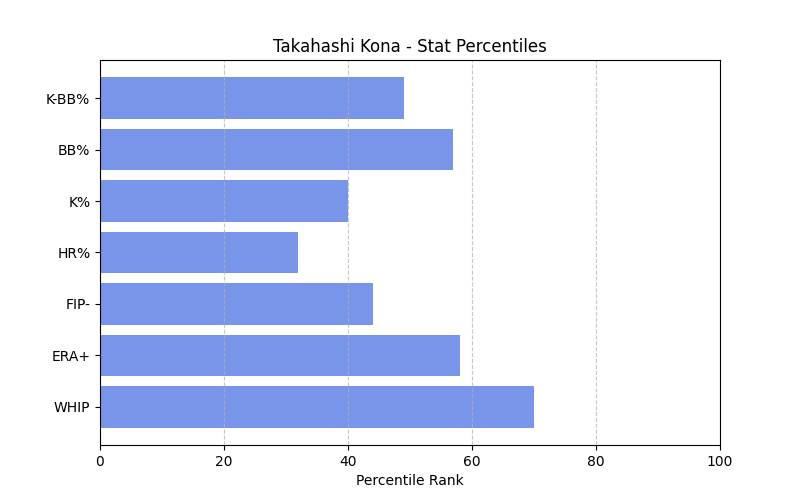 Takahashi Kona - Stat Percentiles
K-BB%
BB%
K%
HR%
FIP-
ERA+
WHIP
0 20 40 60 80 100
Percentile Rank